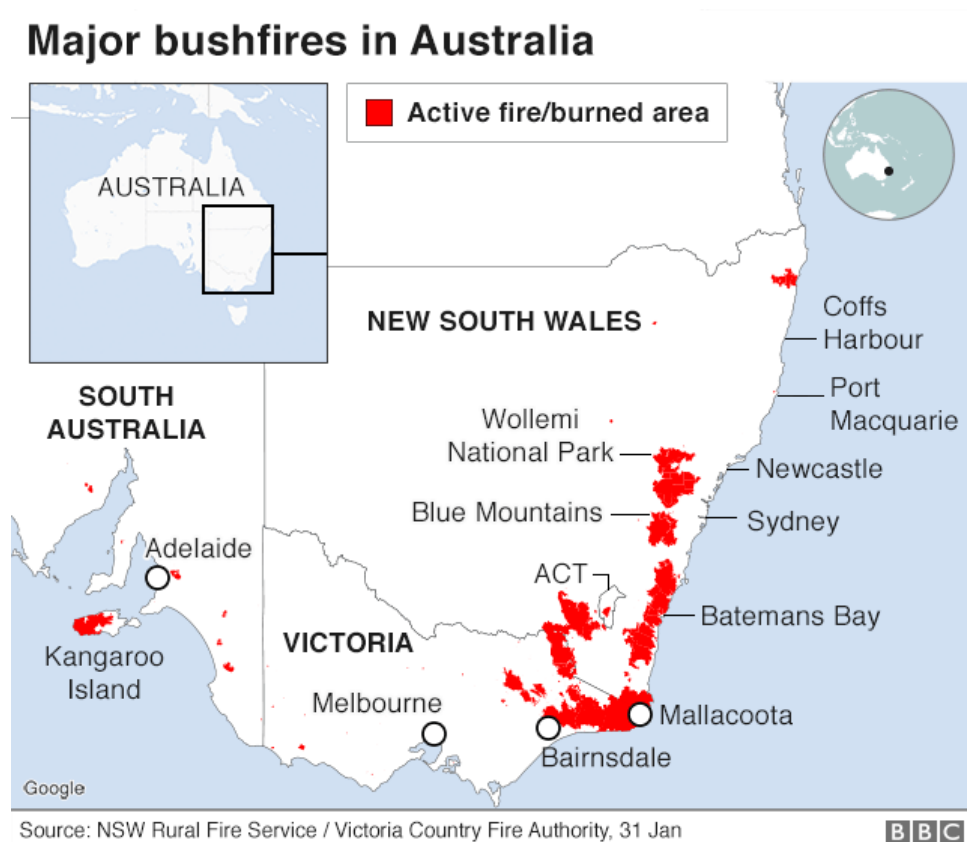 Major bushfires in Australia
Active fire/burned area
AUSTRALIA
NEW SOUTH WALES
Coffs
Harbour
SOUTH
AUSTRALIA
Port
Macquarie
Wollemi
National Park
Newcastle
Blue Mountains
Sydney
Adelaide
ACT
Batemans Bay
VICTORIA
Kangaroo
Island
Melbourne
Mallacoota
Bairnsdale
Google
Source: NSW Rural Fire Service / Victoria Country Fire Authority, 31 Jan
BBC